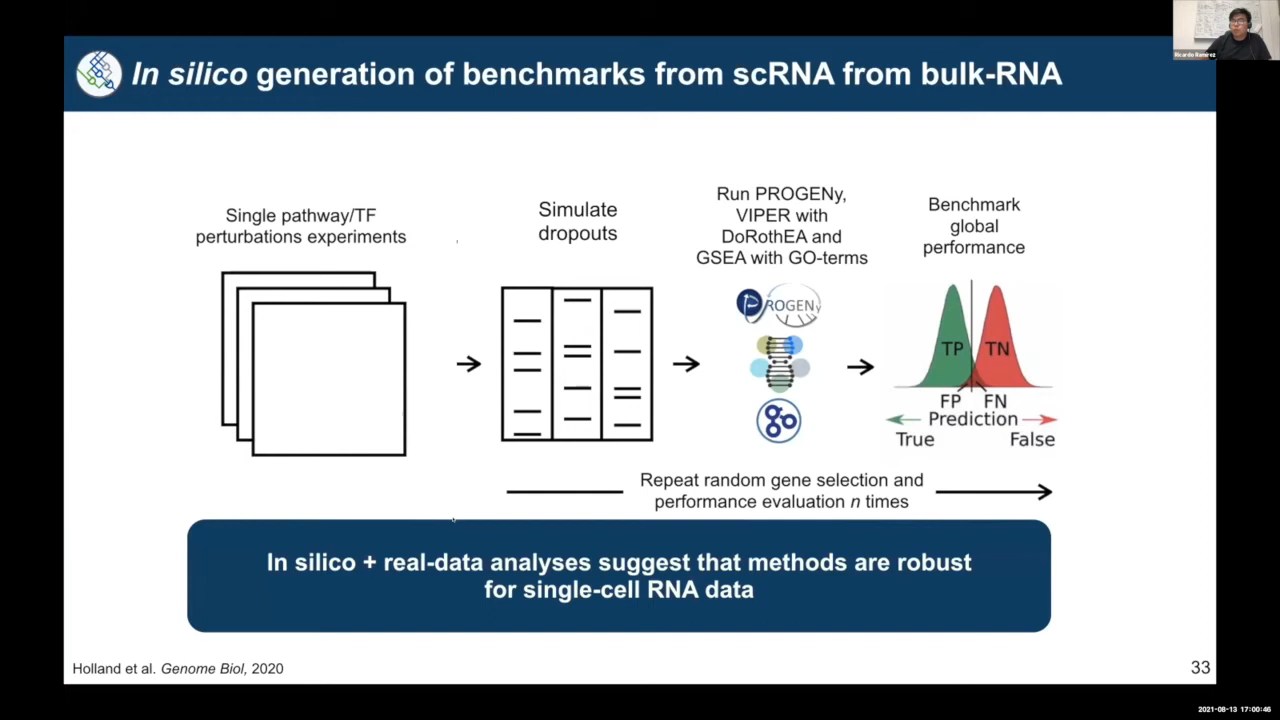 Ricardo Ramirez
In silico generation of benchmarks from scRNA from bulk-RNA
Single pathway/TF
perturbations experiments
Simulate
dropouts
Run PROGENy,
VIPER with
DoRothEA and
GSEA with GO-terms
Benchmark
global
performance
PROGENy
TP
TN
FP
FN
Prediction
True
False
Repeat random gene selection and
performance evaluation n times
In silico + real-data analyses suggest that methods are robust
for single-cell RNA data
Holland et al. Genome Biol, 2020
33
2021-08-13 17:00:46